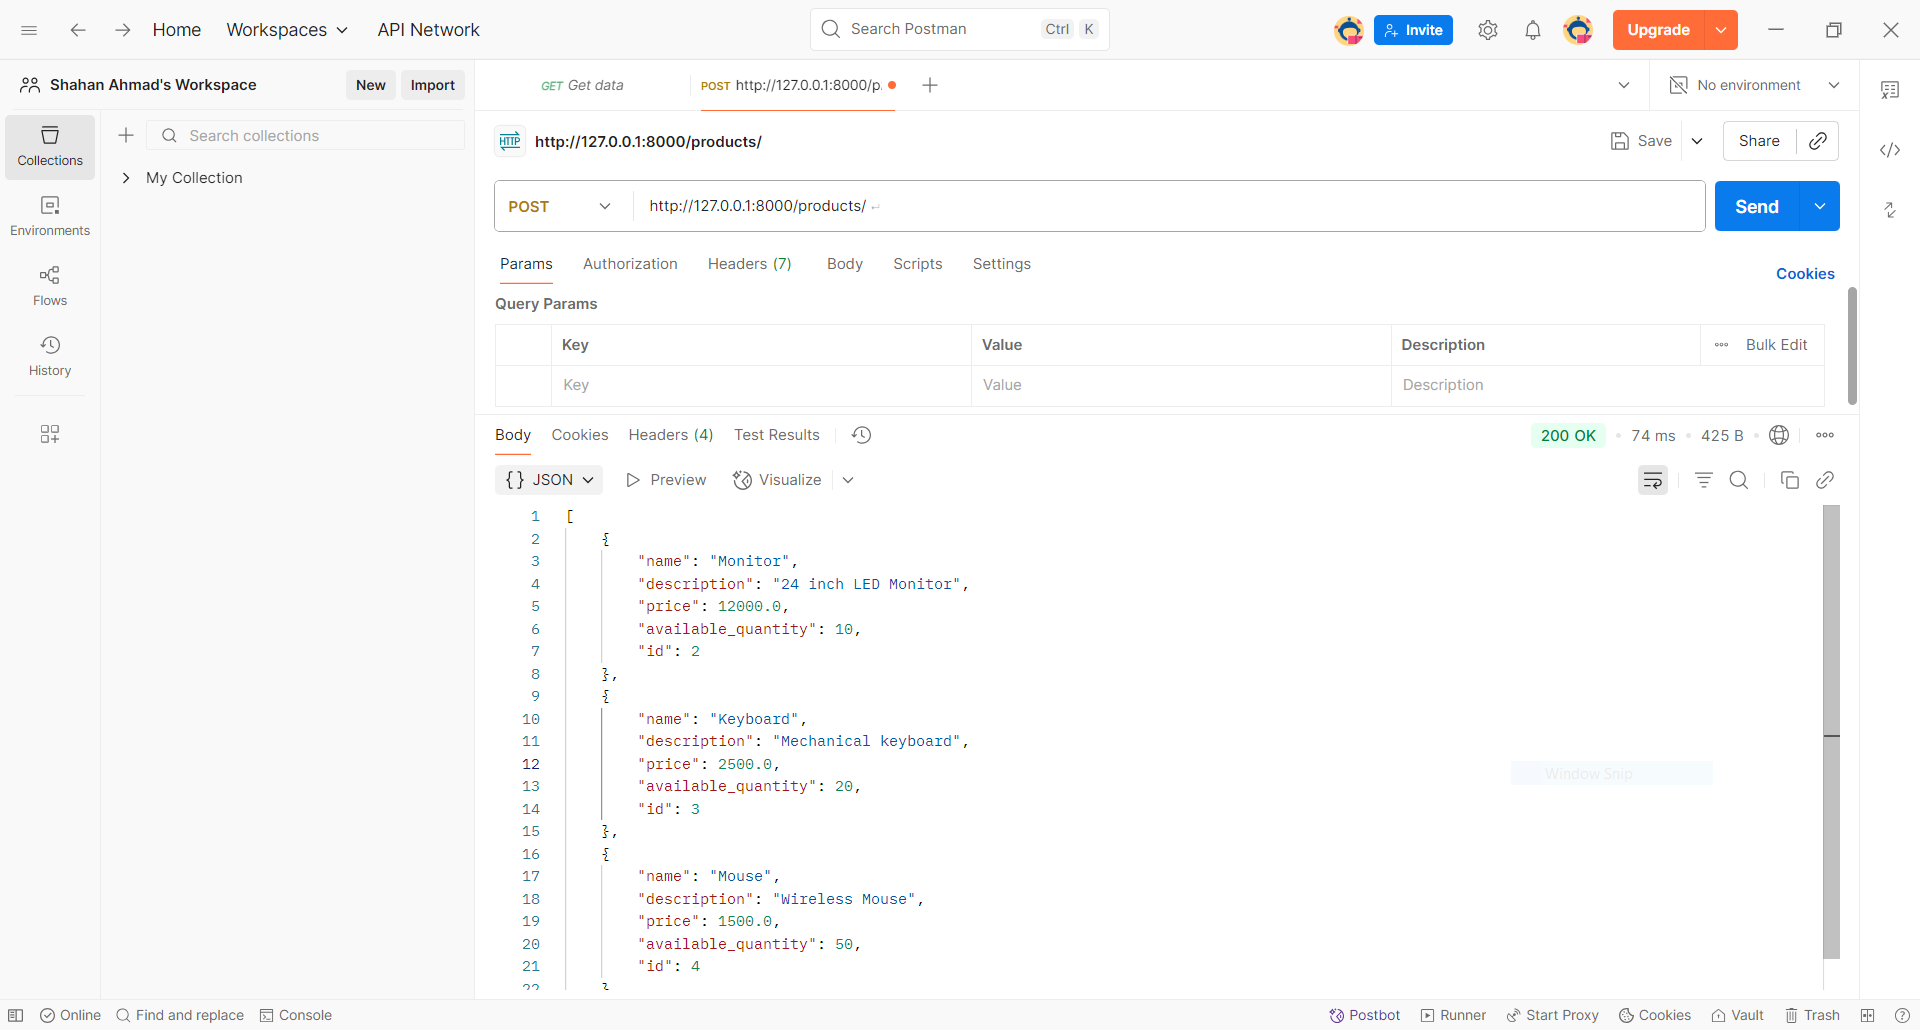 Home Workspaces API Network Search Postman Ctrl K Invite Upgrade
Shahan Ahmad's Workspace New Import GET Get data POST http://127.0.0.1:8000/p. No environment
Collections
Search collections
My Collection
Environments
Flows
History
HTTP http://127.0.0.1:8000/products/ Save Share
POST http://127.0.0.1:8000/products/ Send
Params Authorization Headers (7) Body Scripts Settings Cookies
Query Params
Key Value Description Bulk Edit
Key Value Description
Body Cookies Headers (4) Test Results 200 OK 74 ms 425 B
{} JSON Preview Visualize
1 [
2 {
3 "name": "Monitor",
4 "description": "24 inch LED Monitor",
5 "price": 12000.0,
6 "available_quantity": 10,
7 "id": 2
8 },
9 {
10 "name": "Keyboard",
11 "description": "Mechanical keyboard",
12 "price": 2500.0,
13 "available_quantity": 20,
14 "id": 3
15 },
16 {
17 "name": "Mouse",
18 "description": "Wireless Mouse",
19 "price": 1500.0,
20 "available_quantity": 50,
21 "id": 4
22 }
Window Snip
Online Find and replace Console Postbot Runner Start Proxy Cookies Vault Trash